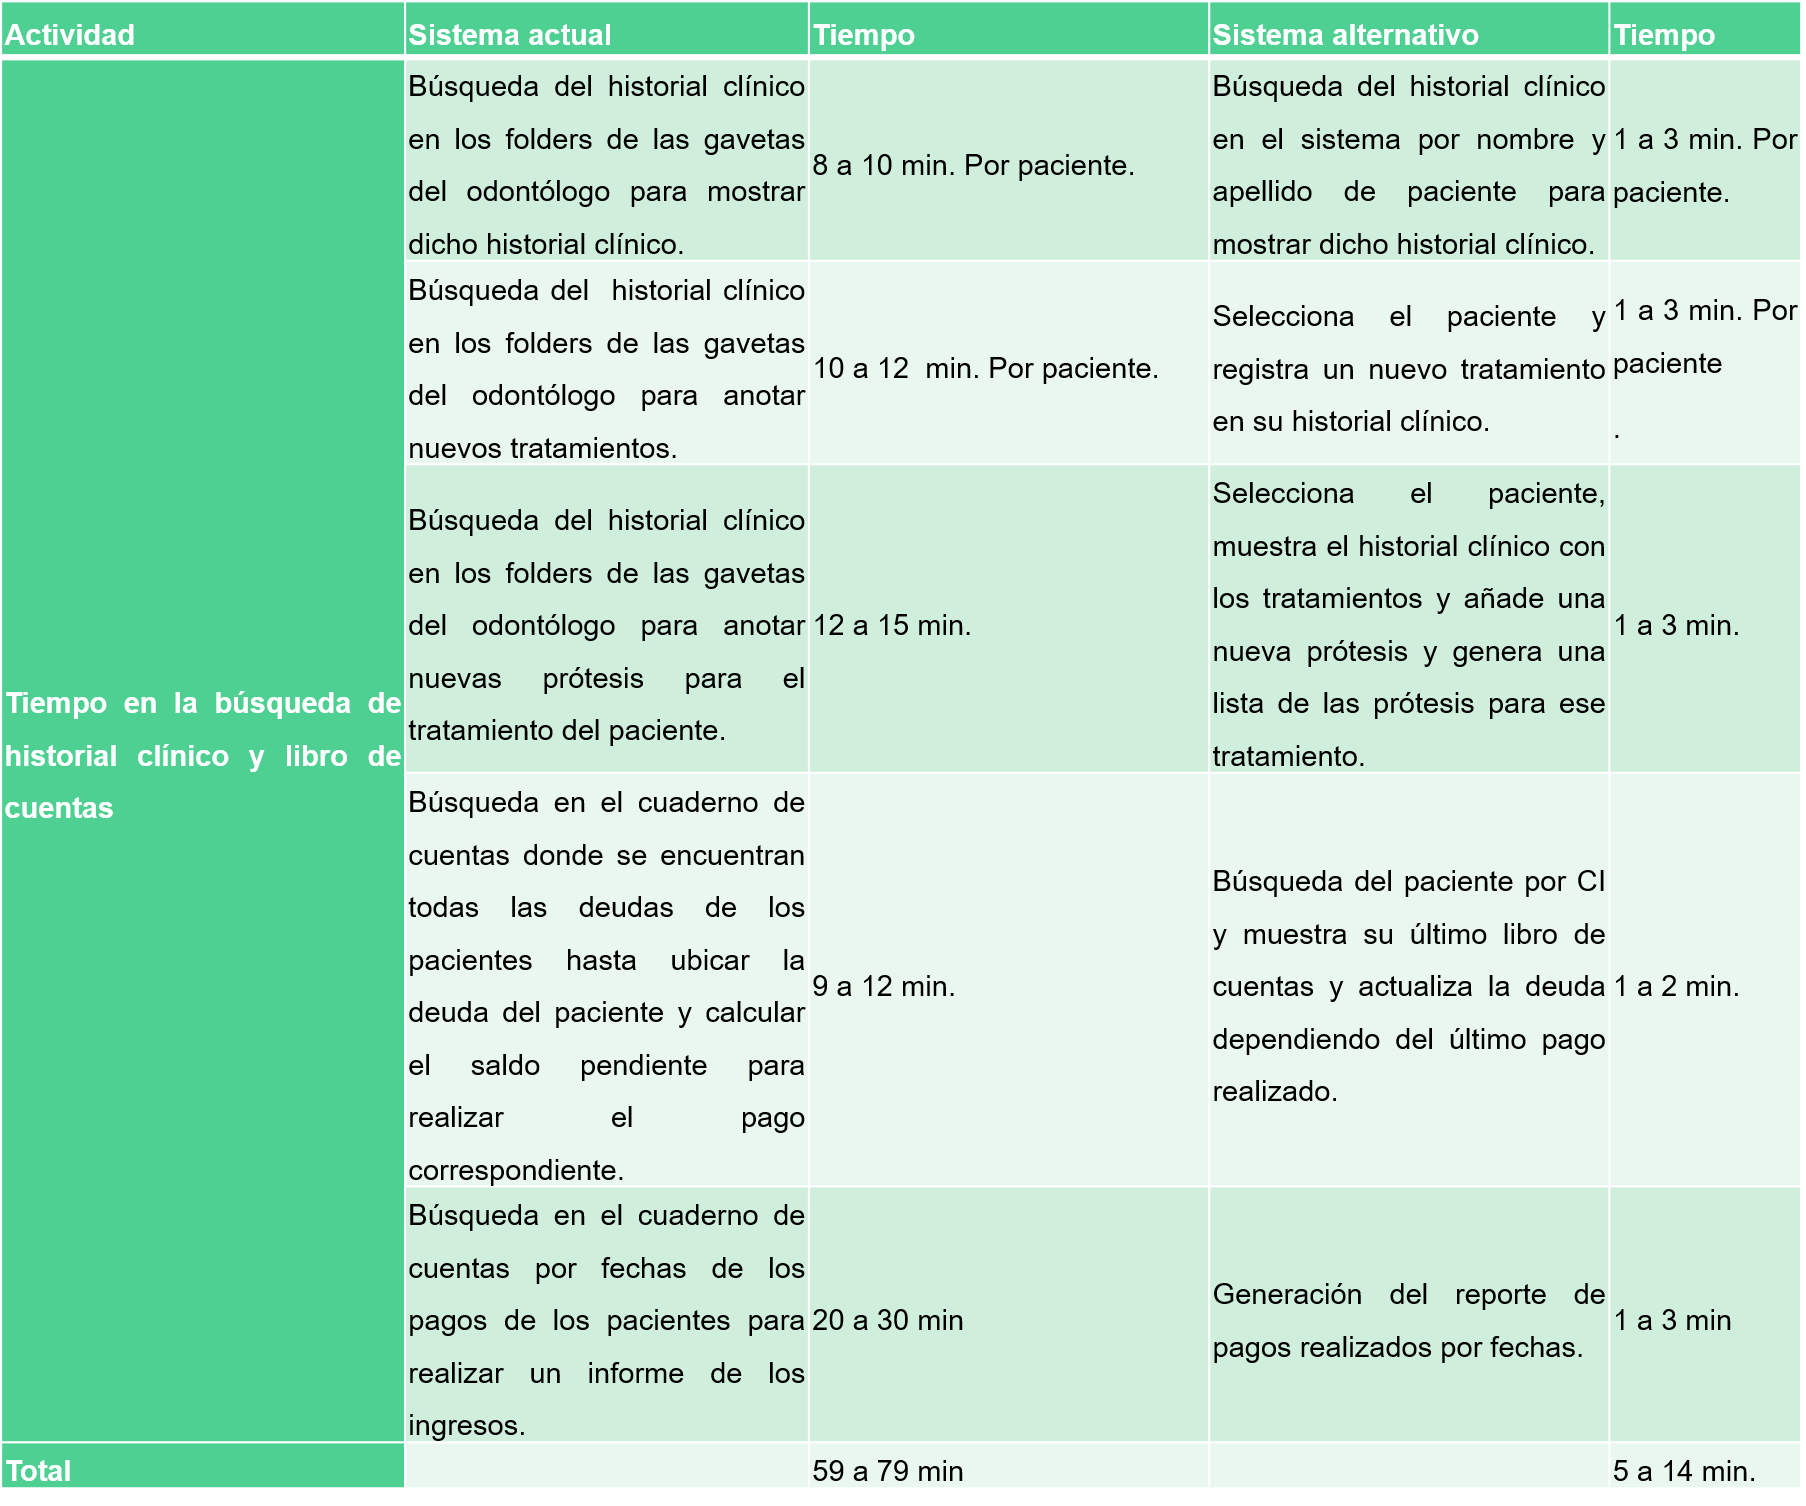 Actividad
Sistema actual
Tiempo
Sistema alternativo
Tiempo
Tiempo en la búsqueda de
historial clínico y libro de
cuentas
Búsqueda del historial clínico
en los folders de las gavetas
del odontólogo para mostrar
dicho historial clínico.
8 a 10 min. Por paciente.
Búsqueda del historial clínico
en el sistema por nombre y
apellido de paciente para
mostrar dicho historial clínico.
1 a 3 min. Por
paciente.
Búsqueda del historial clínico
en los folders de las gavetas
del odontólogo para anotar
nuevos tratamientos.
10 a 12 min. Por paciente.
Selecciona el paciente y
registra un nuevo tratamiento
en su historial clínico.
1 a 3 min. Por
paciente
.
Búsqueda del historial clínico
en los folders de las gavetas
del odontólogo para anotar
nuevas prótesis para el
tratamiento del paciente.
12 a 15 min.
Selecciona el paciente,
muestra el historial clínico con
los tratamientos y añade una
nueva prótesis y genera una
lista de las prótesis para ese
tratamiento.
1 a 3 min.
Búsqueda en el cuaderno de
cuentas donde se encuentran
todas las deudas de los
pacientes hasta ubicar la
deuda del paciente y calcular
el saldo pendiente para
realizar el pago
correspondiente.
9 a 12 min.
Búsqueda del paciente por CI
y muestra su último libro de
cuentas y actualiza la deuda
dependiendo del último pago
realizado.
1 a 2 min.
Búsqueda en el cuaderno de
cuentas por fechas de los
pagos de los pacientes para
realizar un informe de los
ingresos.
20 a 30 min
Generación del reporte de
pagos realizados por fechas.
1 a 3 min
Total
59 a 79 min
5 a 14 min.